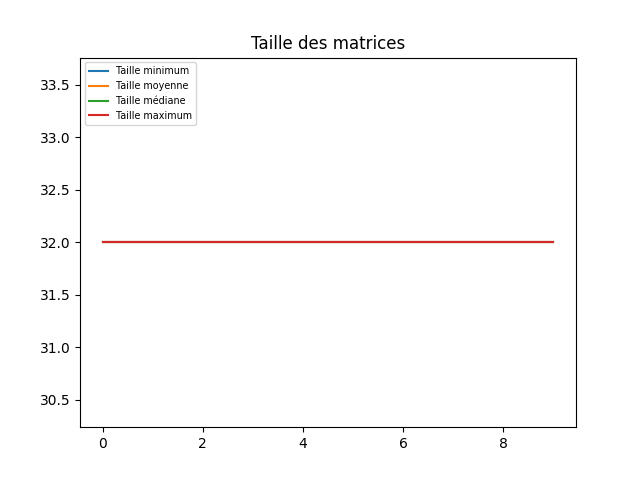 Taille des matrices
Taille minimum
Taille moyenne
Taille médiane
Taille maximum
33.5
33.0
32.5
32.0
31.5
31.0
30.5
0 2 4 6 8